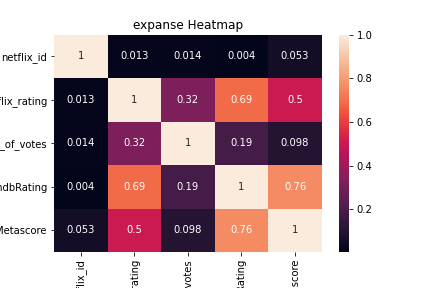 expanse Heatmap
netflix_id 1 0.013 0.014 0.004 0.053
flix_rating 0.013 1 0.32 0.69 0.5
_of_votes 0.014 0.32 1 0.19 0.098
ndbRating 0.004 0.69 0.19 1 0.76
Metascore 0.053 0.5 0.098 0.76 1
flix_id rating votes Rating score
1.0
0.8
0.6
0.4
0.2